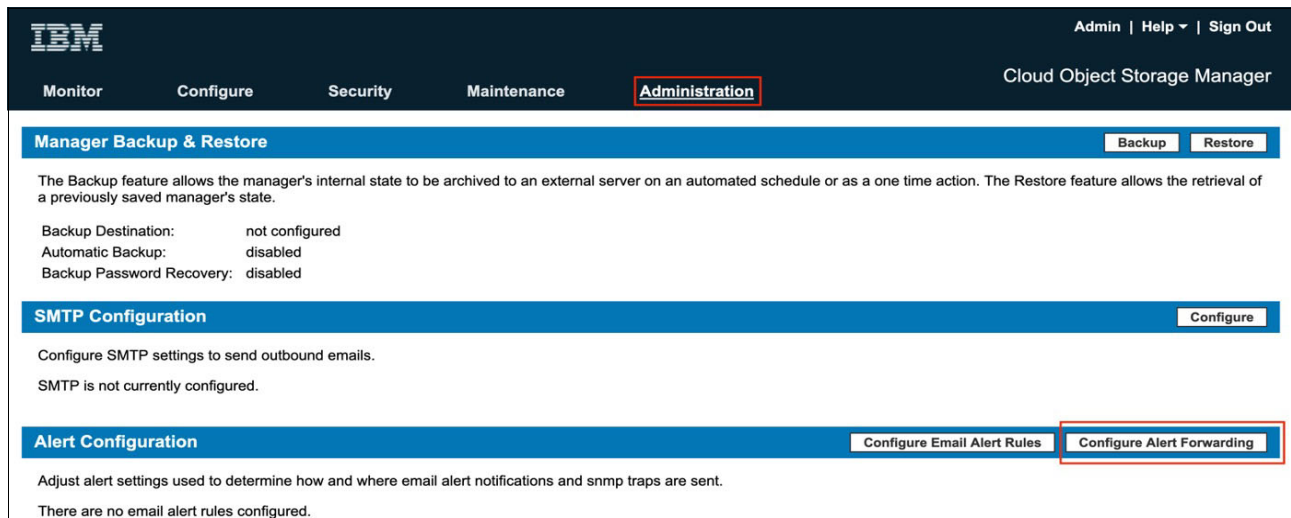 IBM
Admin | Help ▾ | Sign Out
Cloud Object Storage Manager
Monitor Configure Security Maintenance Administration
Manager Backup & Restore Backup Restore
The Backup feature allows the manager's internal state to be archived to an external server on an automated schedule or as a one time action. The Restore feature allows the retrieval of
a previously saved manager's state.
Backup Destination: not configured
Automatic Backup: disabled
Backup Password Recovery: disabled
SMTP Configuration Configure
Configure SMTP settings to send outbound emails.
SMTP is not currently configured.
Alert Configuration Configure Email Alert Rules Configure Alert Forwarding
Adjust alert settings used to determine how and where email alert notifications and snmp traps are sent.
There are no email alert rules configured.